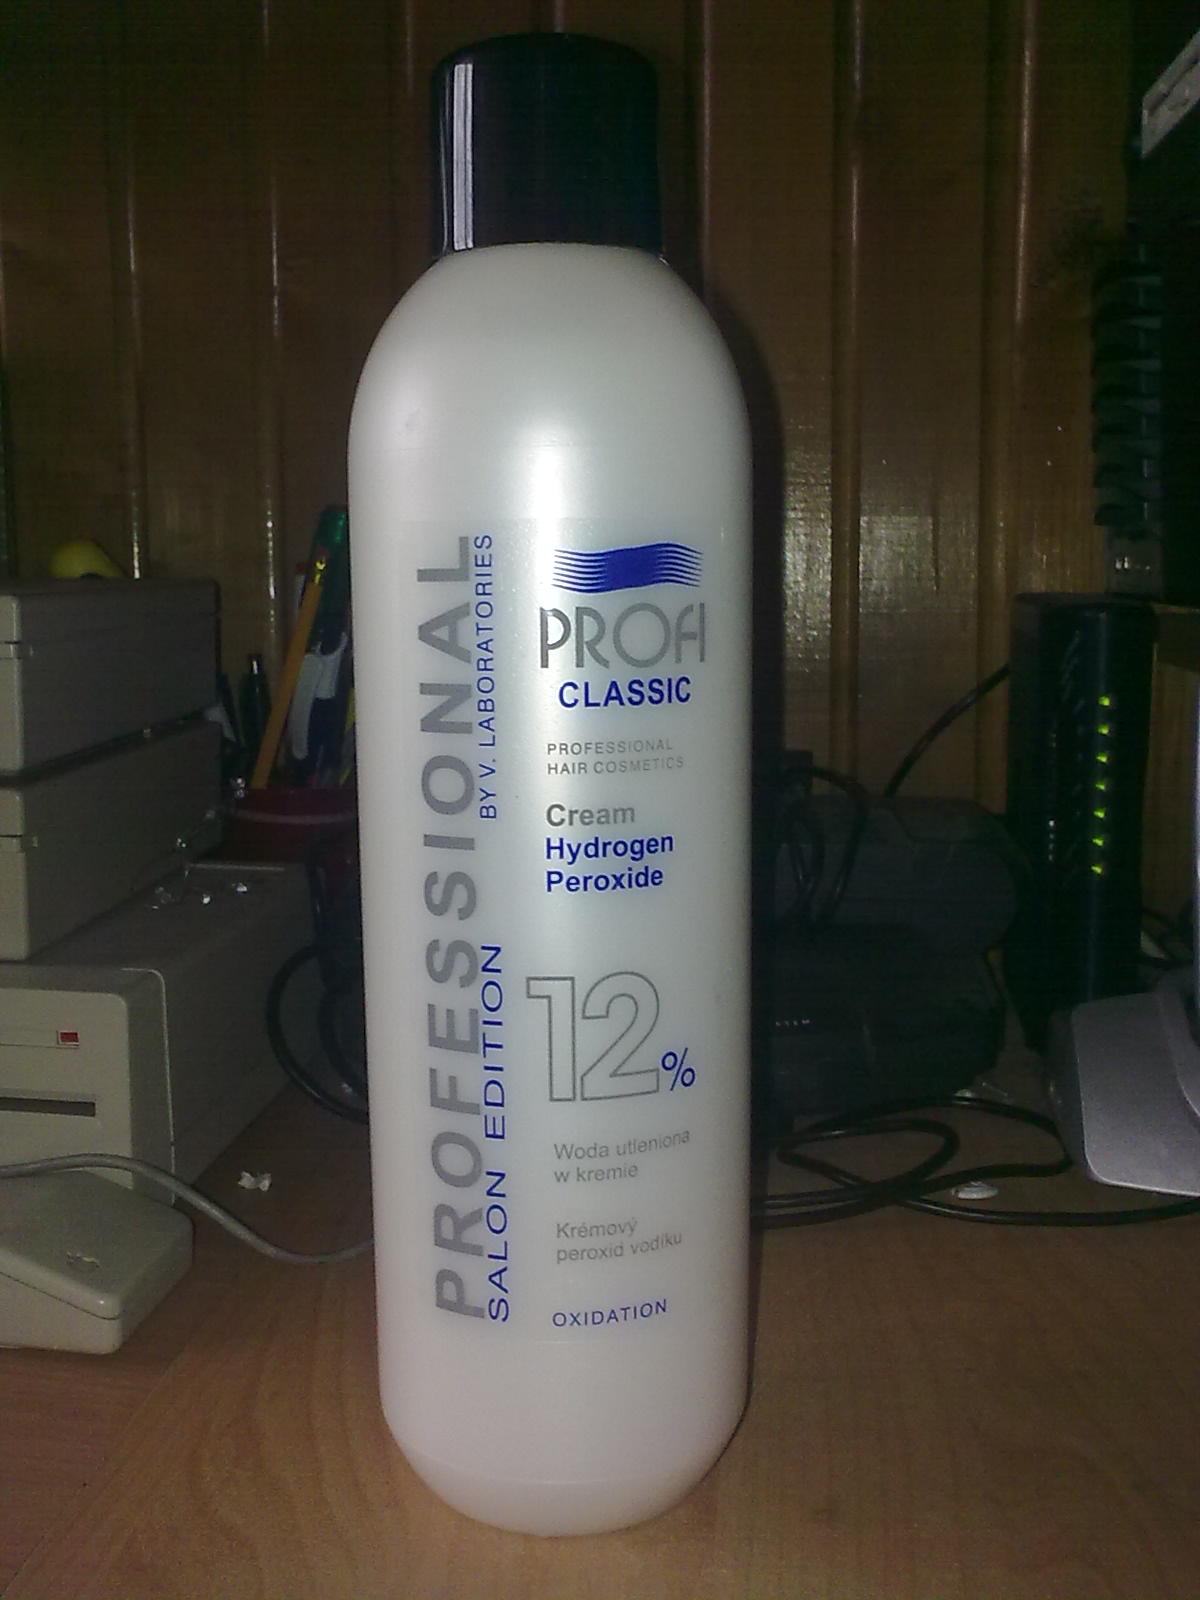 PROFESSIONAL
BY V. LABORATORIES
SALON EDITION
PROFI
CLASSIC
PROFESSIONAL
HAIR COSMETICS
Cream
Hydrogen
Peroxide
12%
Woda utleniona
w kremie
Krémový
peroxid vodíku
OXIDATION